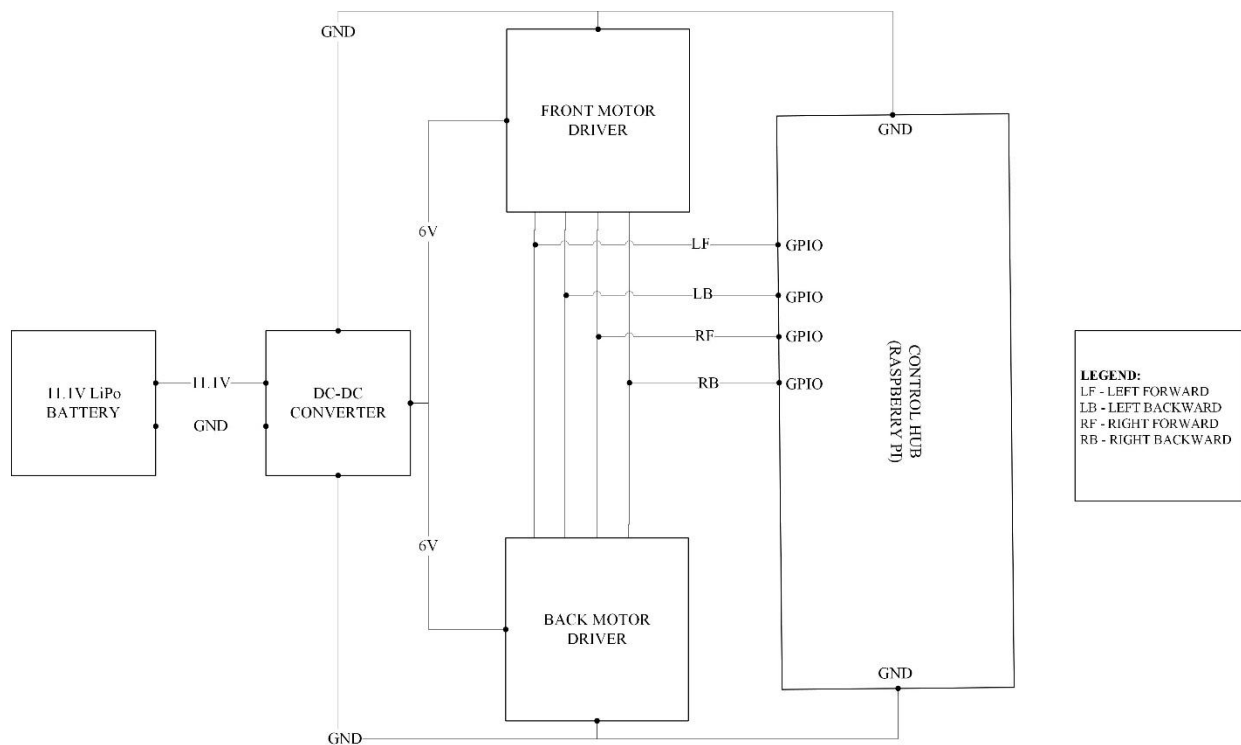 GND
FRONT MOTOR
DRIVER
GND
6V
LF
GPIO
LB
GPIO
RF
GPIO
RB
GPIO
CONTROL HUB
(RASPBERRY PI)
11.1V LiPo
BATTERY
11.1V
GND
DC-DC
CONVERTER
LEGEND:
LF - LEFT FORWARD
LB - LEFT BACKWARD
RF - RIGHT FORWARD
RB - RIGHT BACKWARD
6V
BACK MOTOR
DRIVER
GND
GND